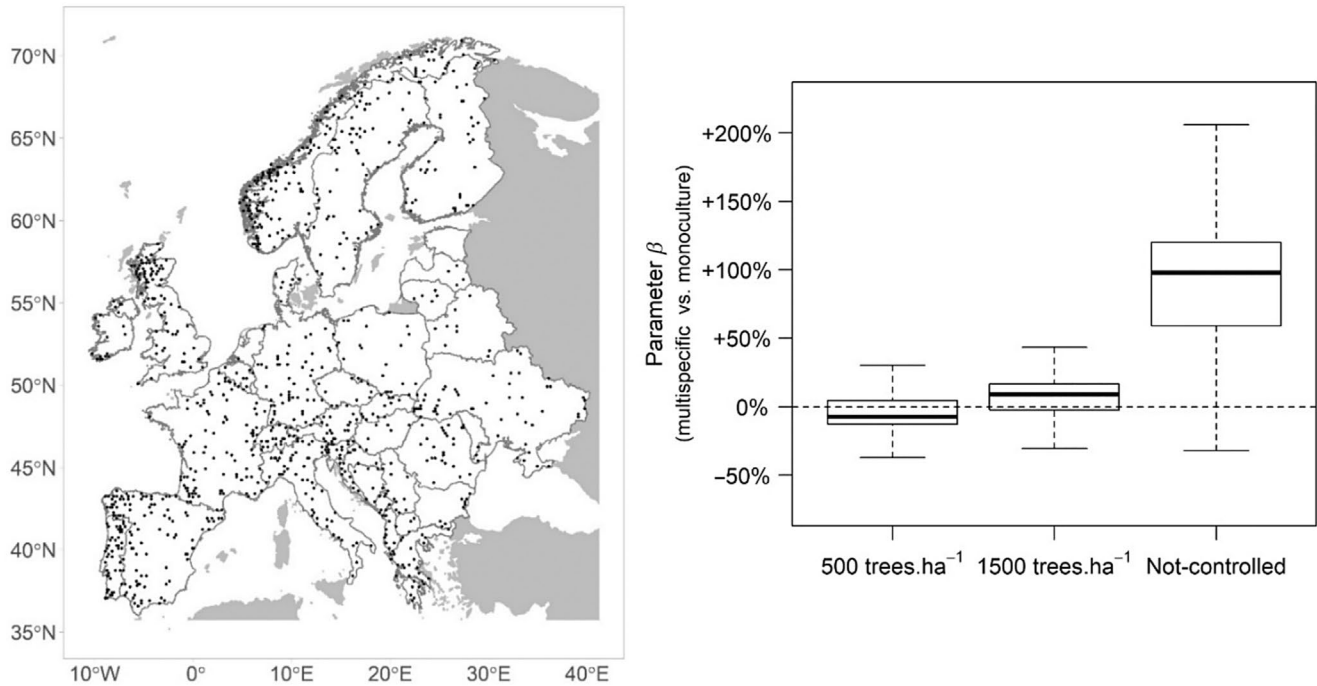 70°N
65°N
60°N
55°N
50°N
45°N
40°N
35°N
10°W 0° 10°E 20°E 30°E 40°E
Parameter β
(multispecific vs. monoculture)
+200%
+150%
+100%
+50%
0%
−50%
500 trees.ha⁻¹ 1500 trees.ha⁻¹ Not-controlled